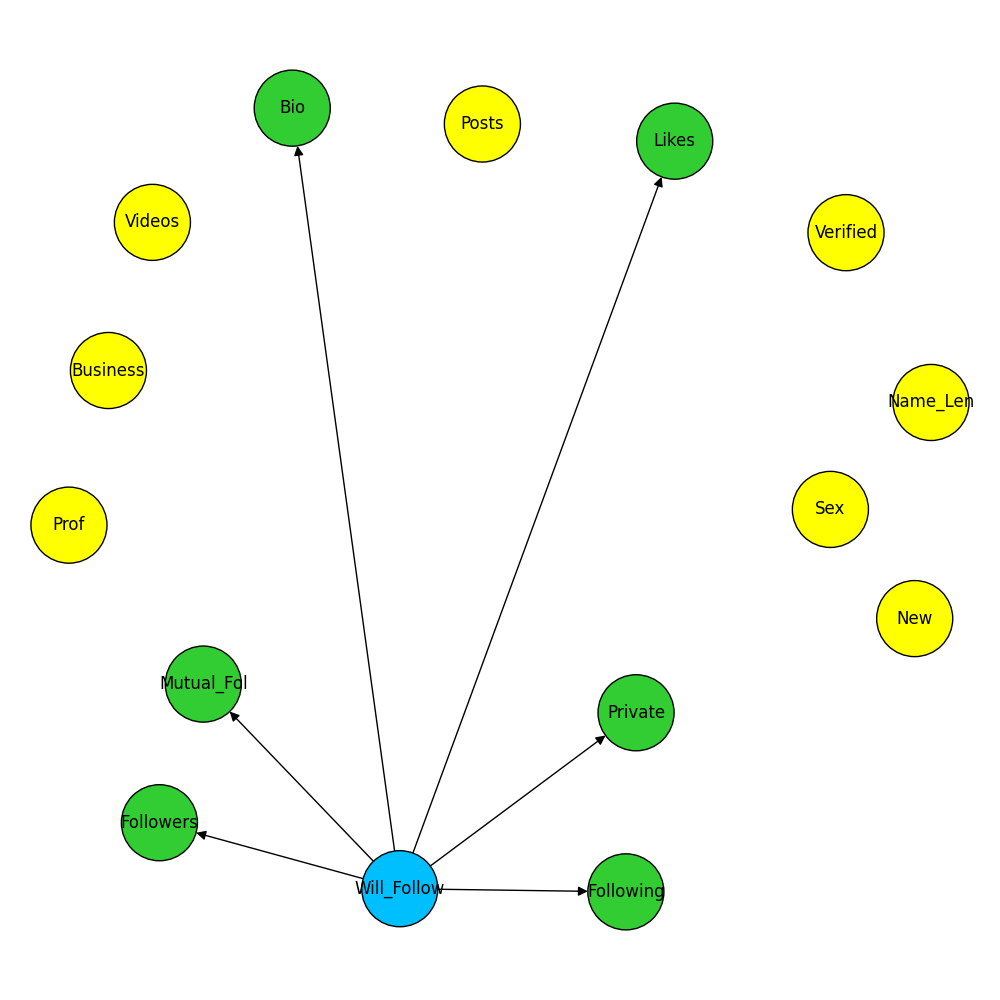 Bio
Posts
Likes
Videos
Verified
Business
Name_Len
Sex
Prof
New
Mutual_Fol
Private
Followers
Will_Follow
Following